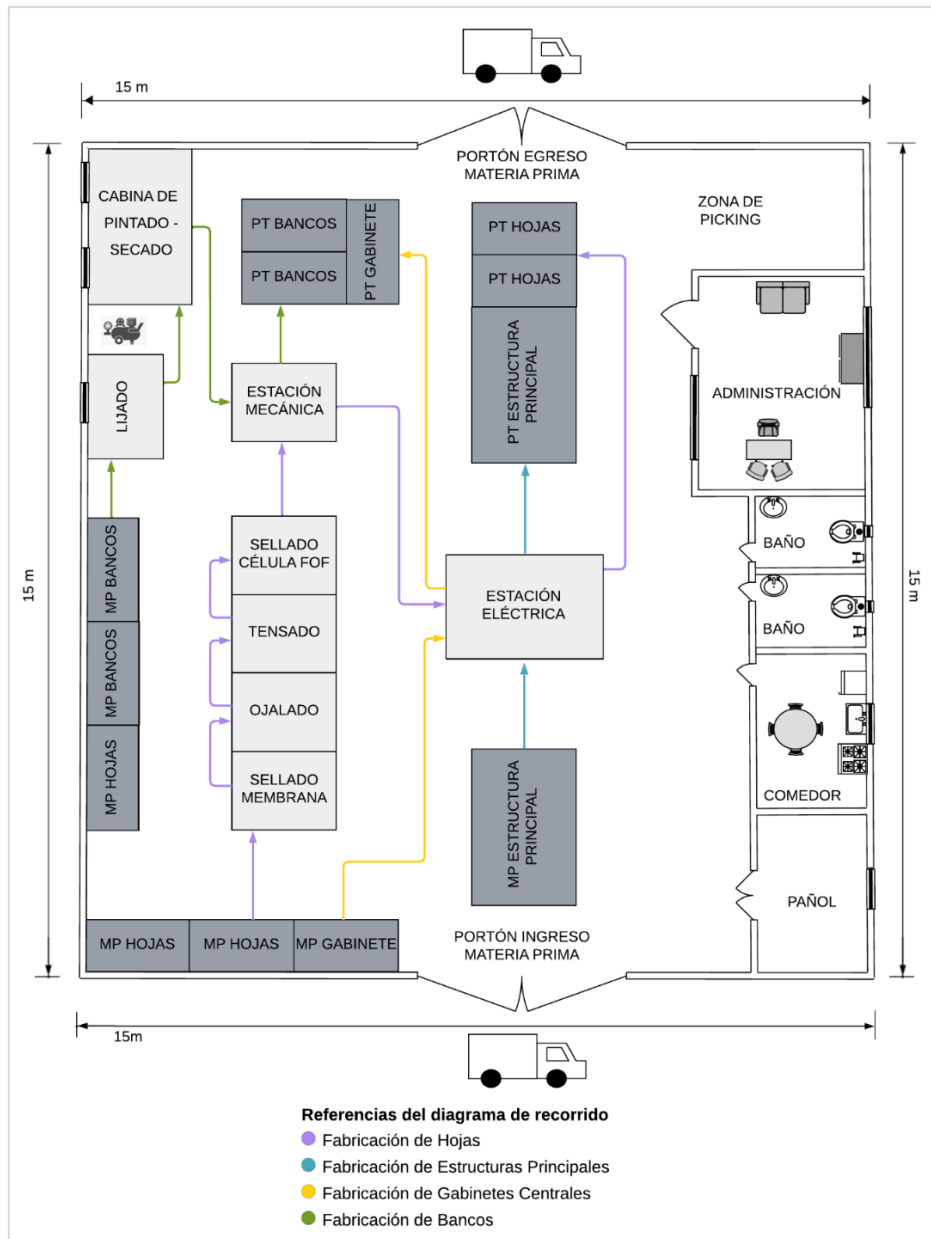 15 m
PORTÓN EGRESO
MATERIA PRIMA
CABINA DE
PINTADO -
SECADO
ZONA DE
PICKING
PT BANCOS
PT BANCOS
PT GABINETE
PT HOJAS
PT HOJAS
PT ESTRUCTURA
PRINCIPAL
LIJADO
ESTACIÓN
MECÁNICA
ADMINISTRACIÓN
MP BANCOS
MP BANCOS
MP HOJAS
SELLADO
CÉLULA FOF
TENSADO
OJALADO
SELLADO
MEMBRANA
ESTACIÓN
ELÉCTRICA
BAÑO
BAÑO
15 m
15 m
MP ESTRUCTURA
PRINCIPAL
COMEDOR
PAÑOL
MP HOJAS
MP HOJAS
MP GABINETE
PORTÓN INGRESO
MATERIA PRIMA
15m
Referencias del diagrama de recorrido
Fabricación de Hojas
Fabricación de Estructuras Principales
Fabricación de Gabinetes Centrales
Fabricación de Bancos